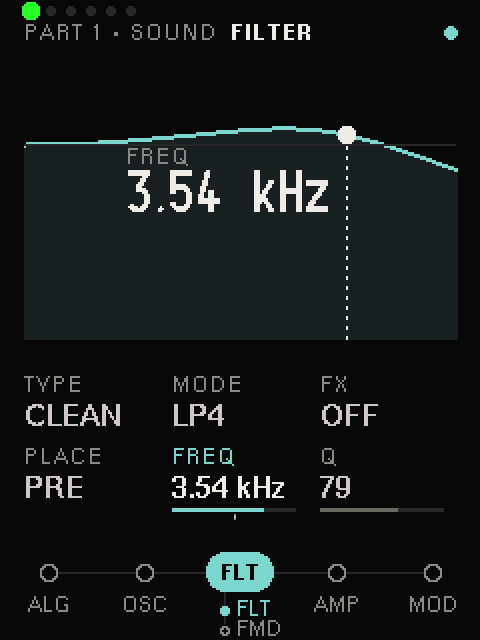 PART 1 · SOUND FILTER
FREQ
3.54 kHz
TYPE MODE FX
CLEAN LP4 OFF
PLACE FREQ Q
PRE 3.54 kHz 79
FLT
ALG OSC FLT AMP MOD
FMD